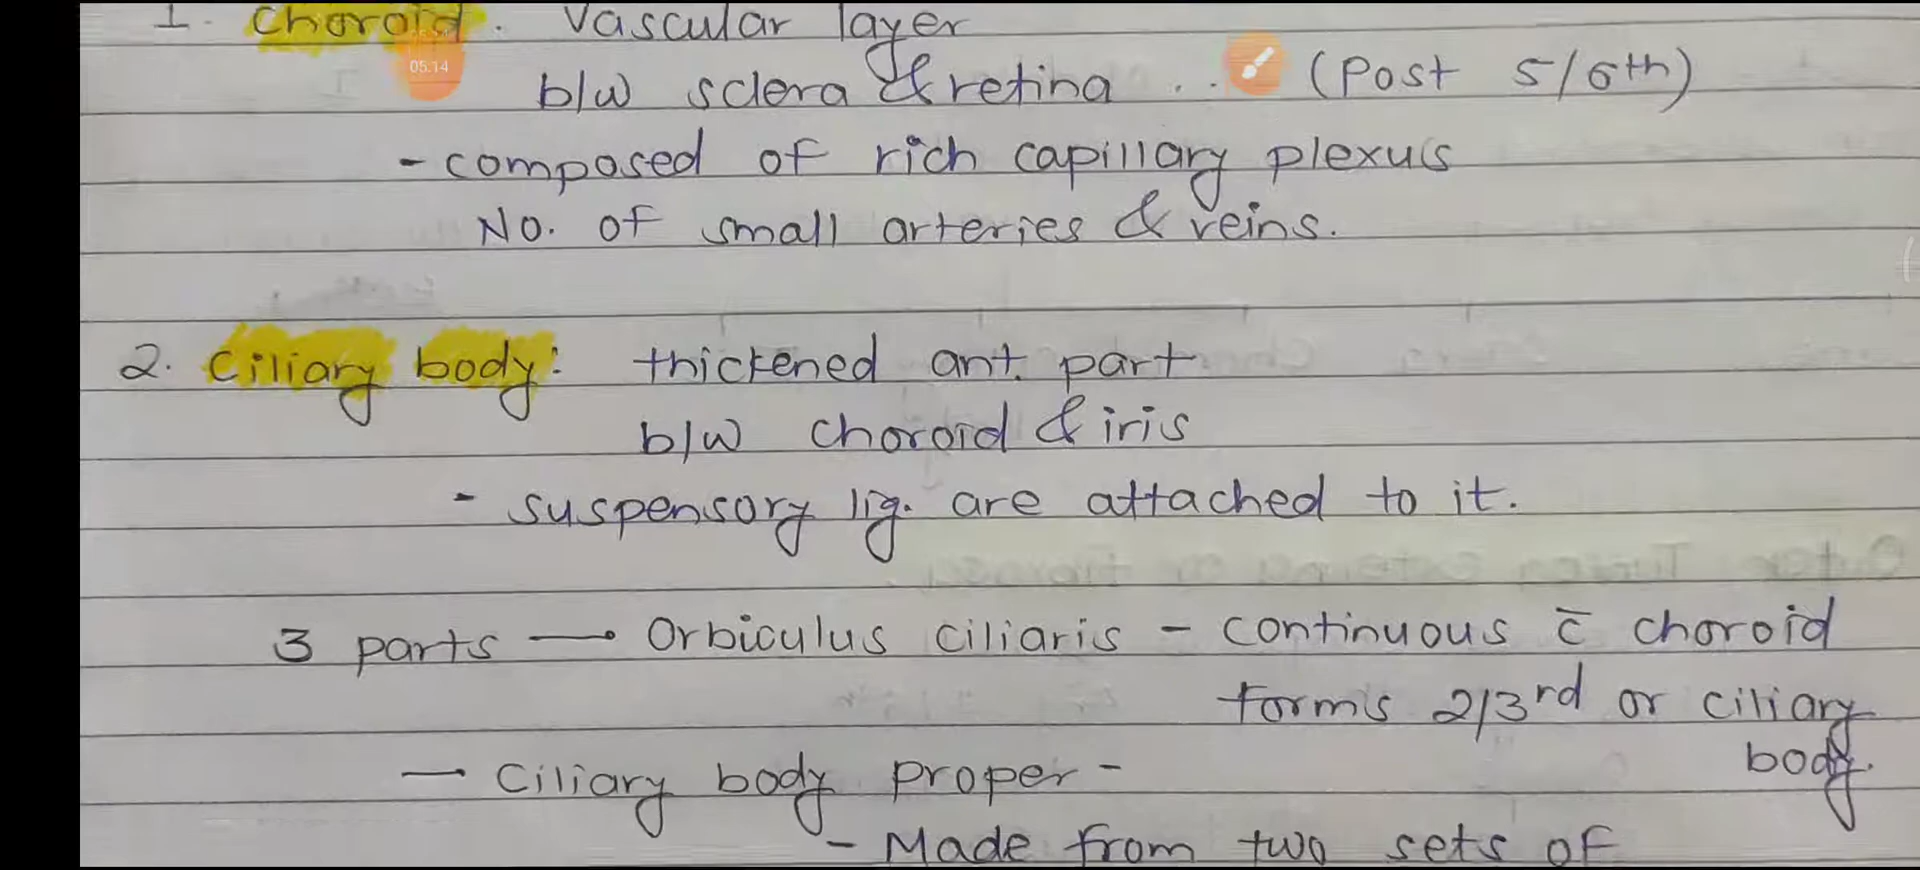 1. Choroid. Vascular layer
05.14
b/w sclera & retina ... (Post 5/6th)
- composed of rich capillary plexus
No. of small arteries & veins.
2. Ciliary body: thickened ant. part
b/w choroid & iris
- suspensory lig. are attached to it.
3 parts → Orbiculus ciliaris - continuous c̄ choroid
forms 2/3rd of ciliary
body.
— Ciliary body proper -
- Made from two sets of